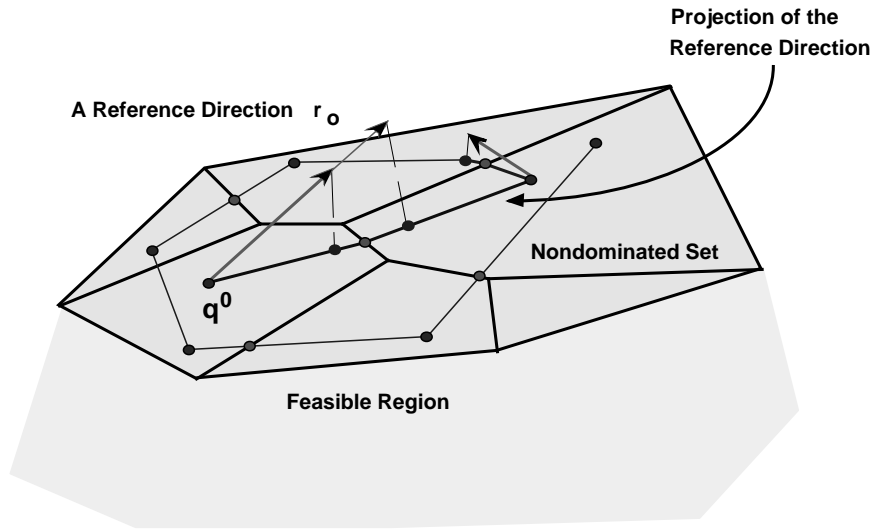 Projection of the
Reference Direction
A Reference Direction r o
Nondominated Set
q0
Feasible Region